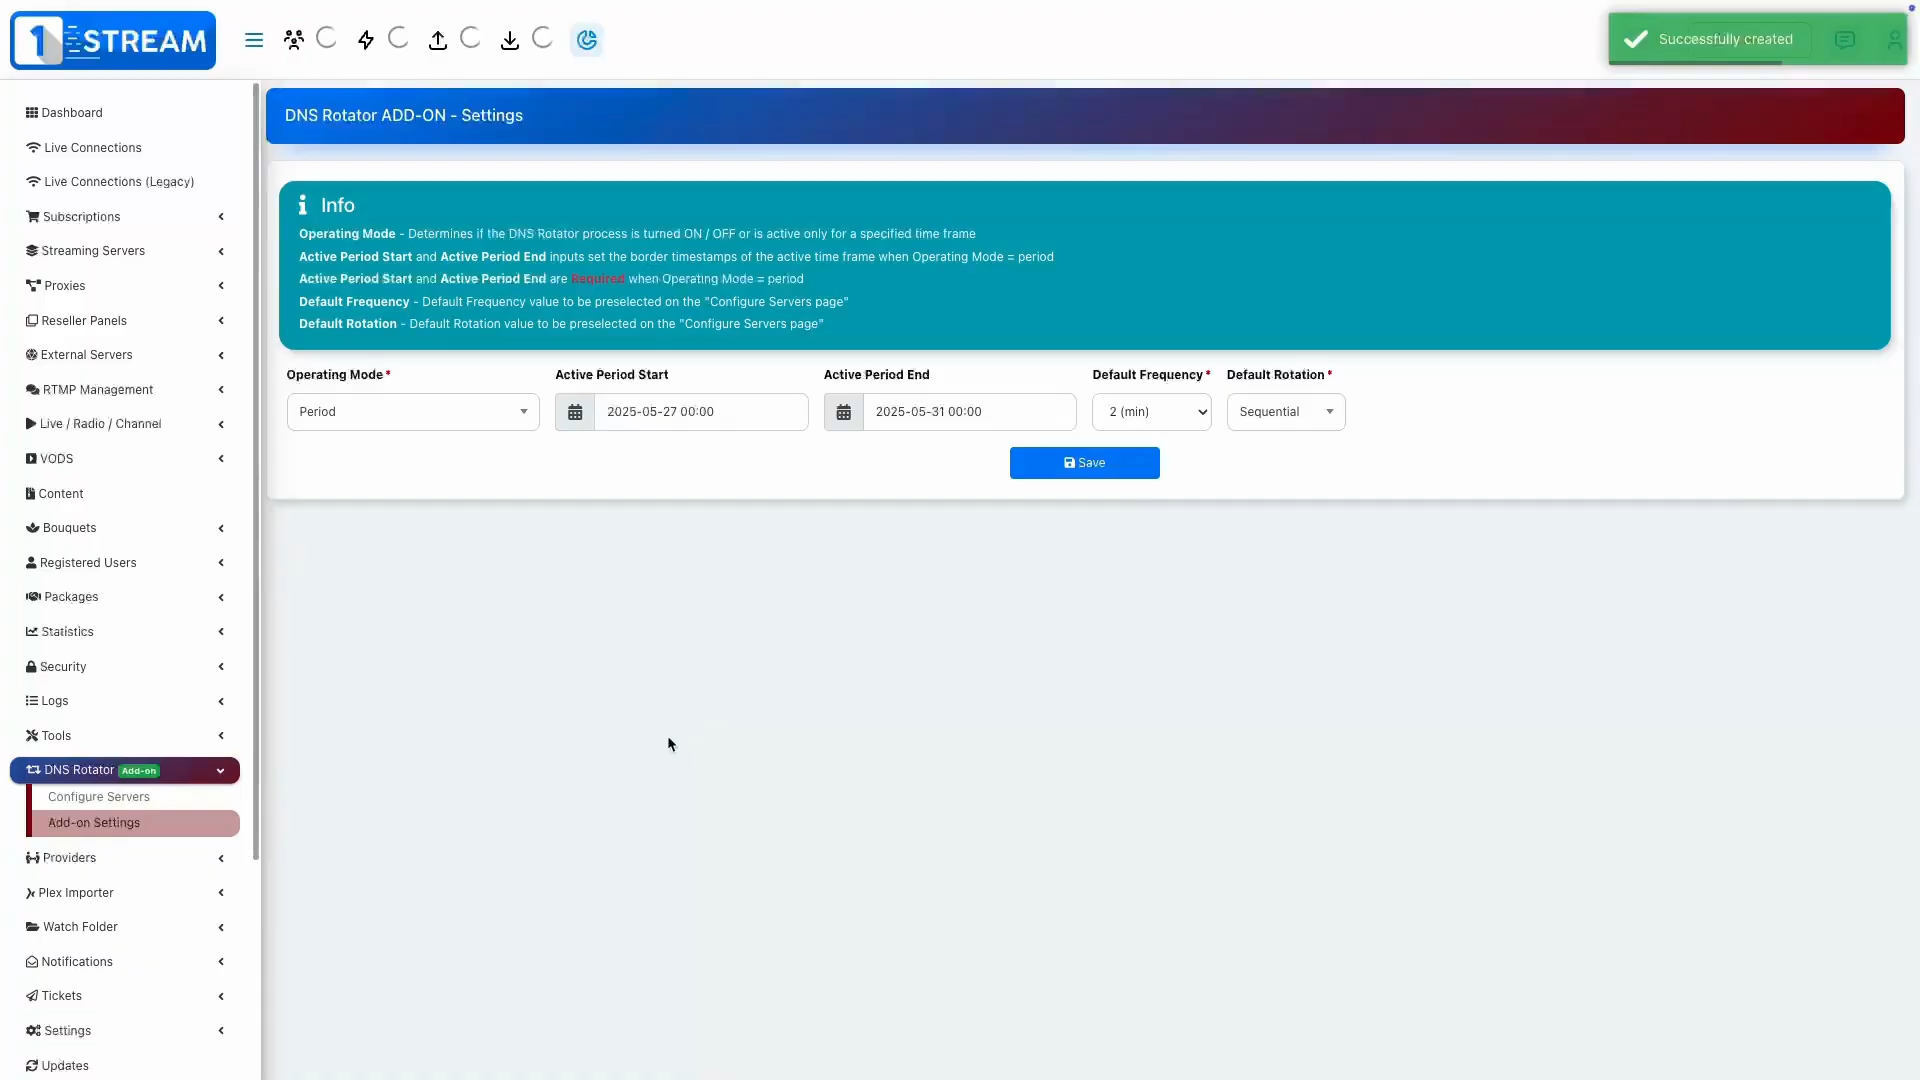 1 STREAM
Successfully created
Dashboard
Live Connections
Live Connections (Legacy)
Subscriptions
Streaming Servers
Proxies
Reseller Panels
External Servers
RTMP Management
Live / Radio / Channel
VODS
Content
Bouquets
Registered Users
Packages
Statistics
Security
Logs
Tools
DNS Rotator Add-on
Configure Servers
Add-on Settings
Providers
Plex Importer
Watch Folder
Notifications
Tickets
Settings
Updates
DNS Rotator ADD-ON - Settings
Info
Operating Mode - Determines if the DNS Rotator process is turned ON / OFF or is active only for a specified time frame
Active Period Start and Active Period End inputs set the border timestamps of the active time frame when Operating Mode = period
Active Period Start and Active Period End are Required when Operating Mode = period
Default Frequency - Default Frequency value to be preselected on the "Configure Servers page"
Default Rotation - Default Rotation value to be preselected on the "Configure Servers page"
Operating Mode * Active Period Start Active Period End Default Frequency * Default Rotation *
Period 2025-05-27 00:00 2025-05-31 00:00 2 (min) Sequential
Save